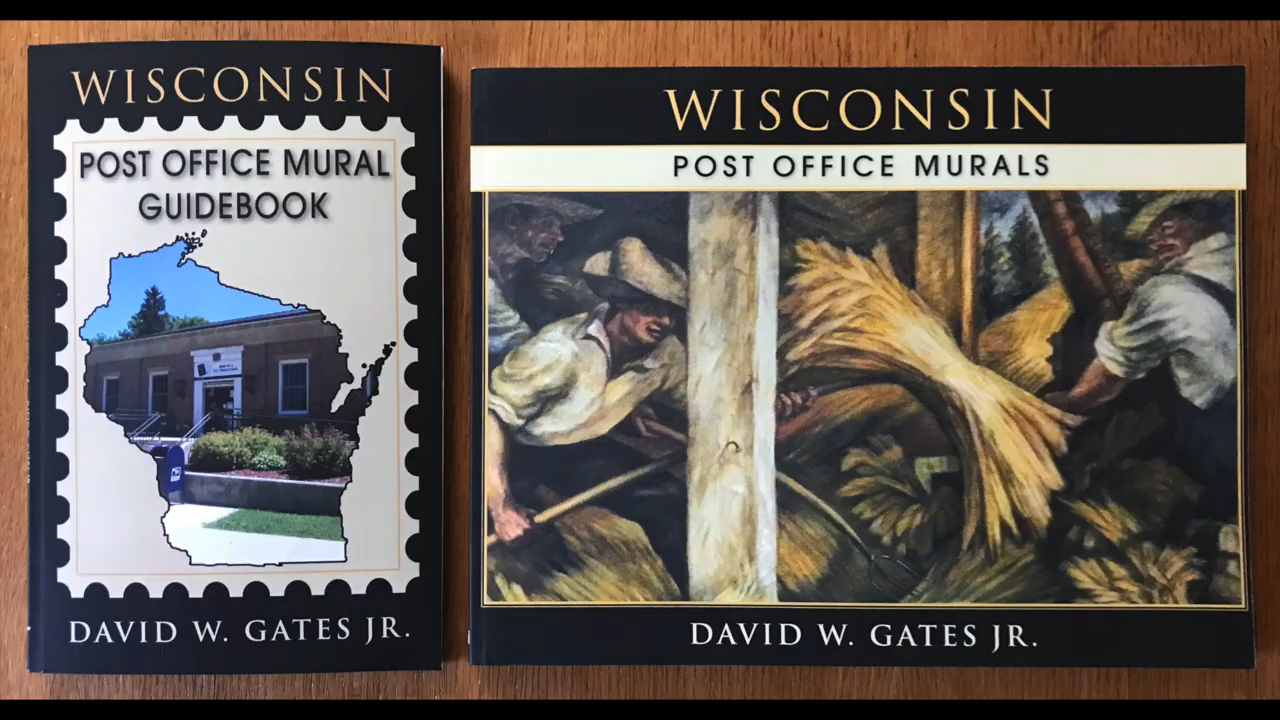 WISCONSIN
POST OFFICE MURAL
GUIDEBOOK
DAVID W. GATES JR.
WISCONSIN
POST OFFICE MURALS
DAVID W. GATES JR.